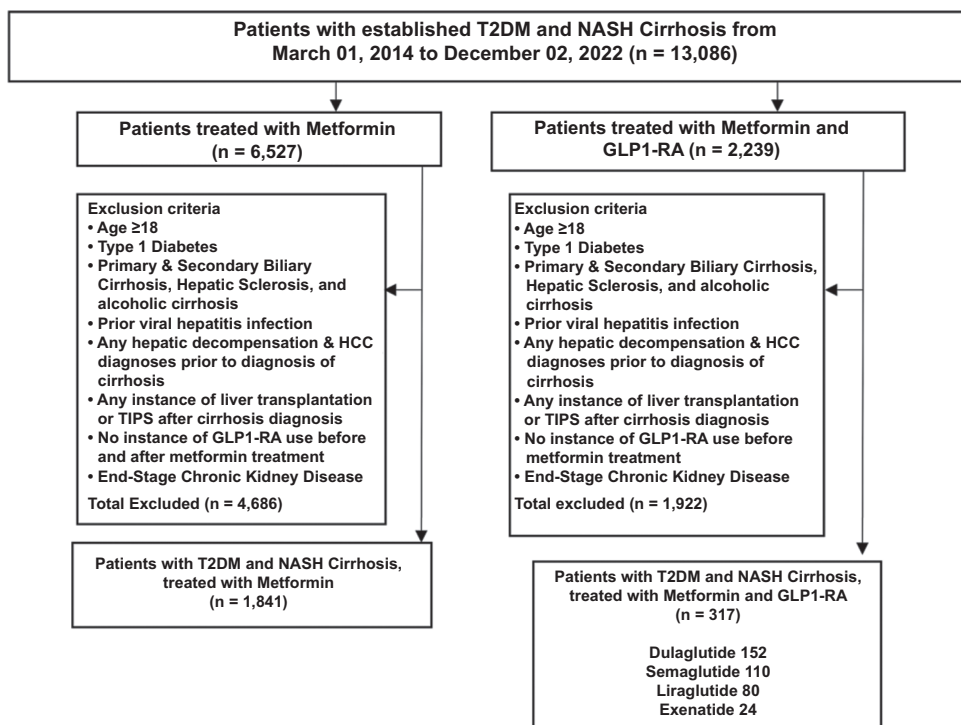 Patients with established T2DM and NASH Cirrhosis from
March 01, 2014 to December 02, 2022 (n = 13,086)
Patients treated with Metformin
(n = 6,527)
Patients treated with Metformin and
GLP1-RA (n = 2,239)
Exclusion criteria
• Age ≥18
• Type 1 Diabetes
• Primary & Secondary Biliary
Cirrhosis, Hepatic Sclerosis, and
alcoholic cirrhosis
• Prior viral hepatitis infection
• Any hepatic decompensation & HCC
diagnoses prior to diagnosis of
cirrhosis
• Any instance of liver transplantation
or TIPS after cirrhosis diagnosis
• No instance of GLP1-RA use before
and after metformin treatment
• End-Stage Chronic Kidney Disease
Total Excluded (n = 4,686)
Exclusion criteria
• Age ≥18
• Type 1 Diabetes
• Primary & Secondary Biliary Cirrhosis,
Hepatic Sclerosis, and alcoholic
cirrhosis
• Prior viral hepatitis infection
• Any hepatic decompensation & HCC
diagnoses prior to diagnosis of
cirrhosis
• Any instance of liver transplantation
or TIPS after cirrhosis diagnosis
• No instance of GLP1-RA use before
metformin treatment
• End-Stage Chronic Kidney Disease
Total excluded (n = 1,922)
Patients with T2DM and NASH Cirrhosis,
treated with Metformin
(n = 1,841)
Patients with T2DM and NASH Cirrhosis,
treated with Metformin and GLP1-RA
(n = 317)
Dulaglutide 152
Semaglutide 110
Liraglutide 80
Exenatide 24